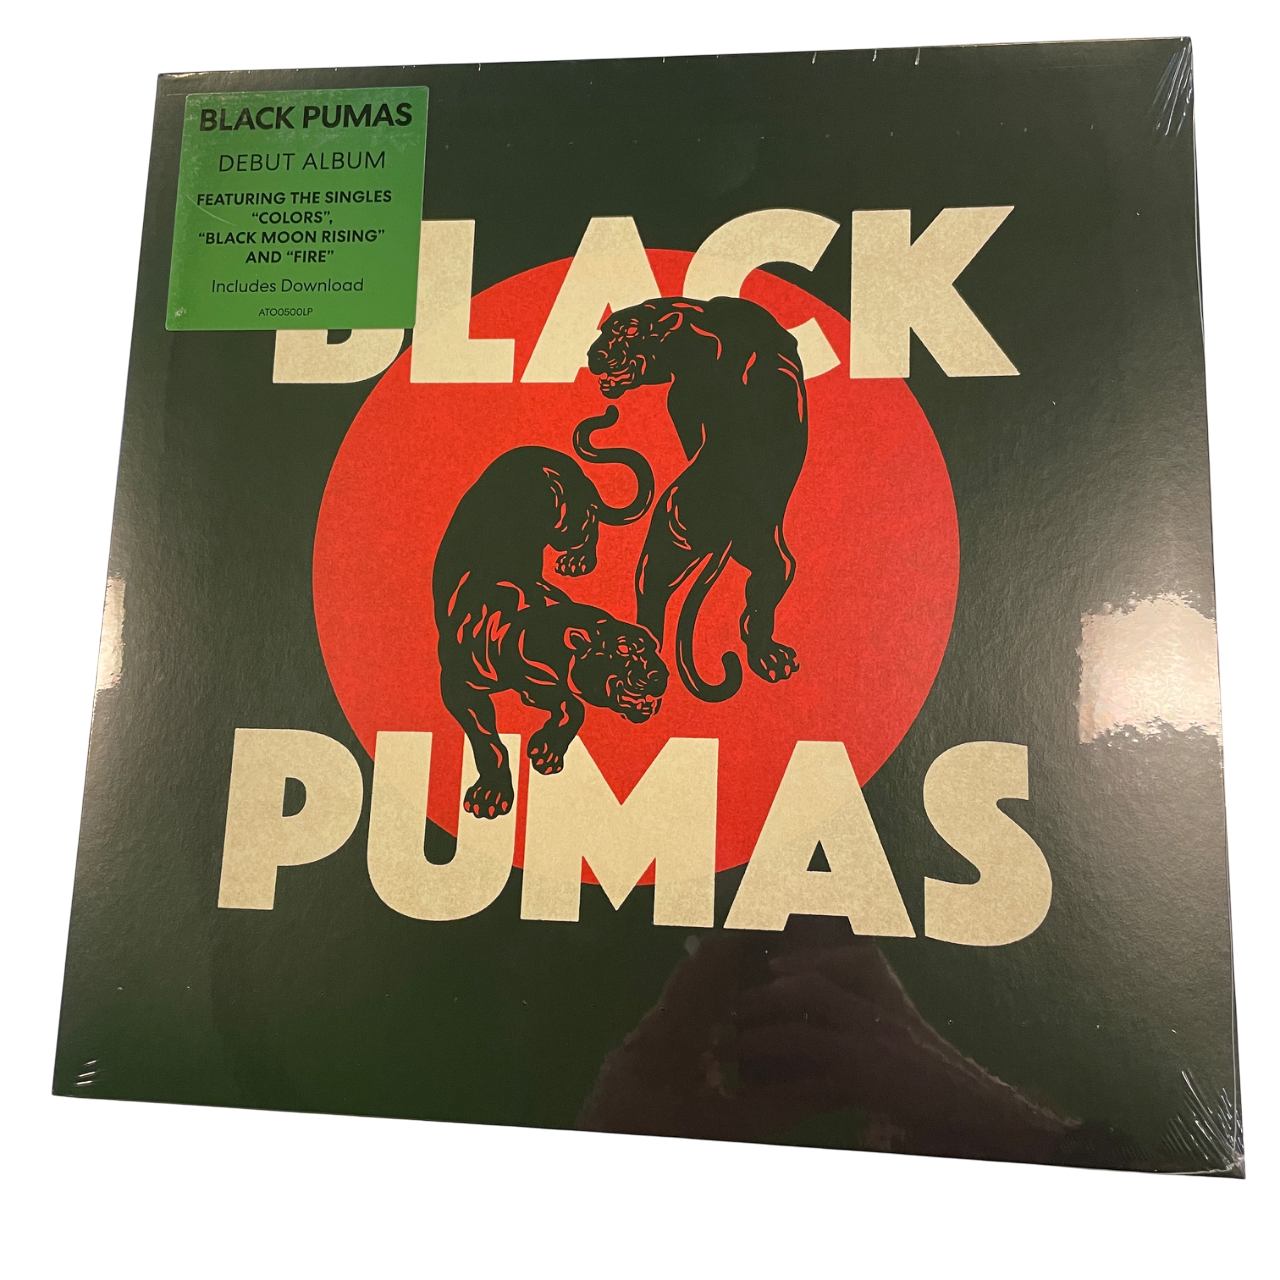 BLACK PUMAS
DEBUT ALBUM
FEATURING THE SINGLES
“COLORS”,
“BLACK MOON RISING”
AND “FIRE”
Includes Download
ATO0500LP
BLACK
PUMAS